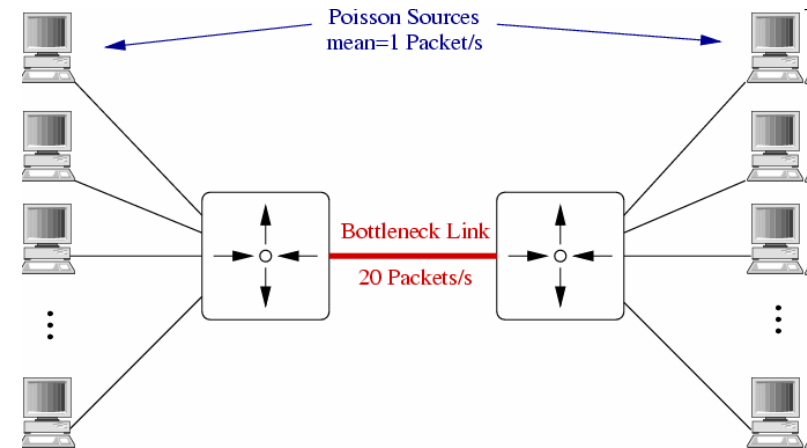 Poisson Sources
mean=1 Packet/s
Bottleneck Link
20 Packets/s